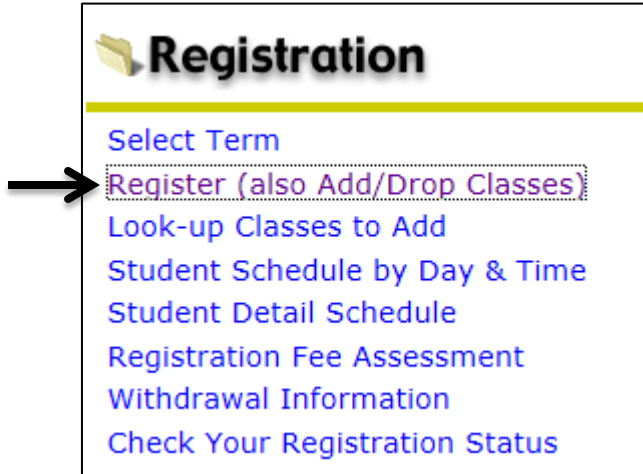 Registration
Select Term
Register (also Add/Drop Classes)
Look-up Classes to Add
Student Schedule by Day & Time
Student Detail Schedule
Registration Fee Assessment
Withdrawal Information
Check Your Registration Status